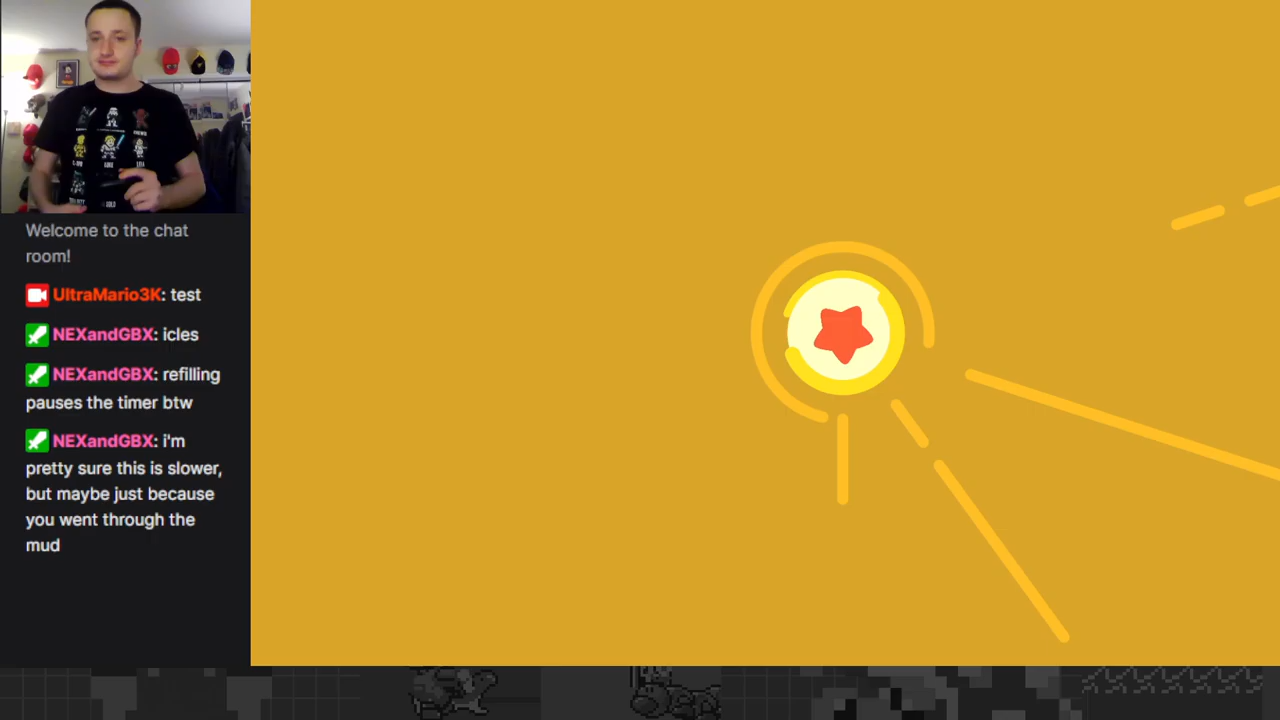 Welcome to the chat
room!
UltraMario3K: test
NEXandGBX: icles
NEXandGBX: refilling
pauses the timer btw
NEXandGBX: i'm
pretty sure this is slower,
but maybe just because
you went through the
mud